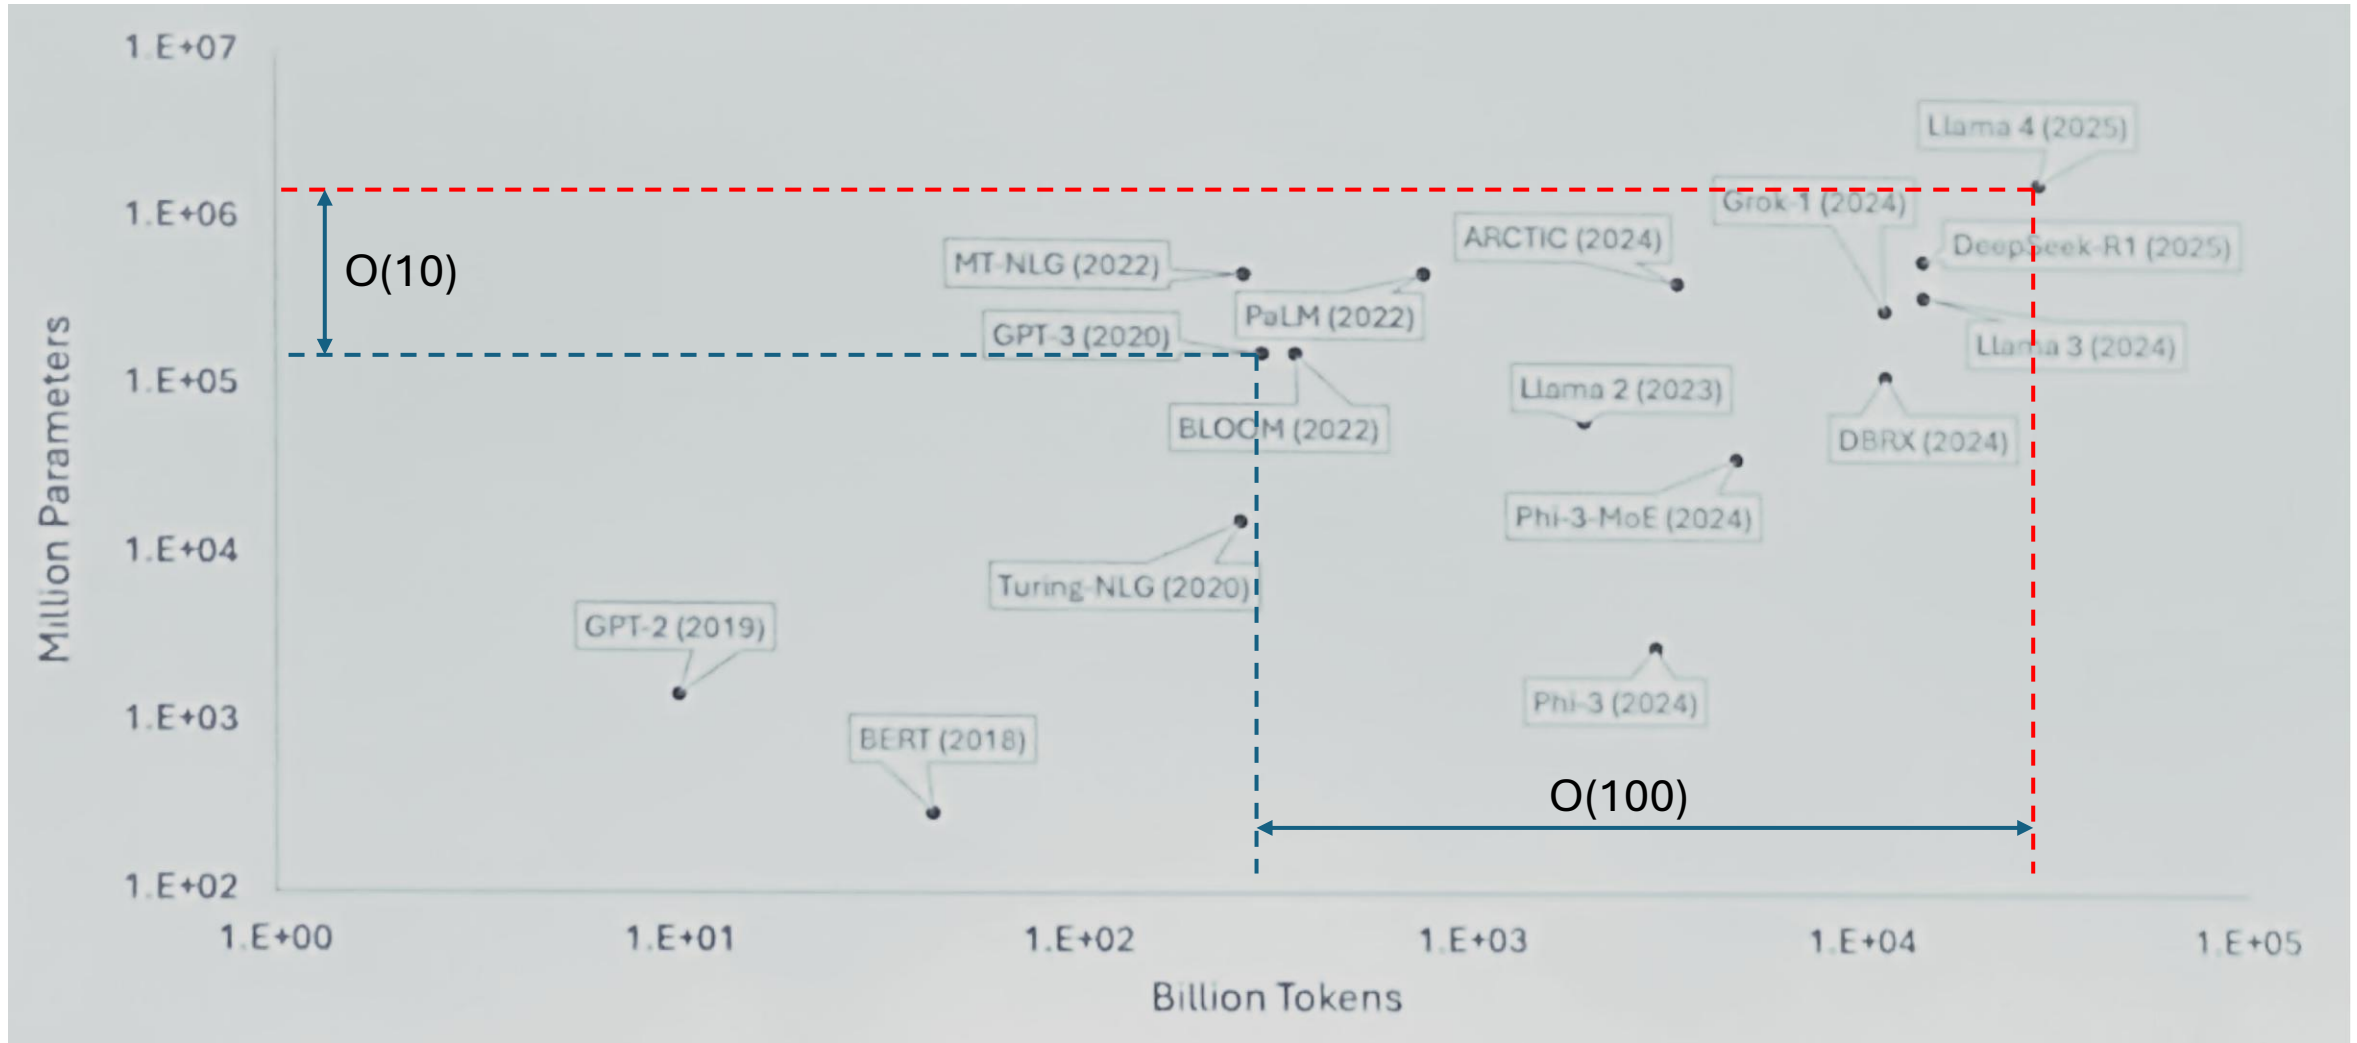 1.E+07
Llama 4 (2025)
1.E+06
Grok-1 (2024)
ARCTIC (2024)
DeepSeek-R1 (2025)
MT-NLG (2022)
O(10)
PaLM (2022)
GPT-3 (2020)
Llama 3 (2024)
1.E+05
Llama 2 (2023)
BLOOM (2022)
DBRX (2024)
Million Parameters
Phi-3-MoE (2024)
1.E+04
Turing-NLG (2020)
GPT-2 (2019)
Phi-3 (2024)
1.E+03
BERT (2018)
O(100)
1.E+02
1.E+00 1.E+01 1.E+02 1.E+03 1.E+04 1.E+05
Billion Tokens